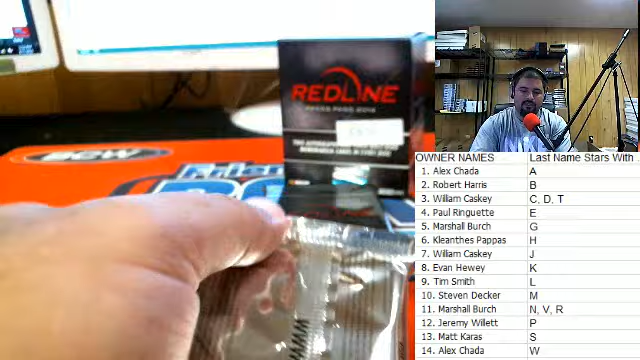 REDLINE
BCW
OWNER NAMES Last Name Stars With
1. Alex Chada A
2. Robert Harris B
3. William Caskey C, D, T
4. Paul Ringuette E
5. Marshall Burch G
6. Kleanthes Pappas H
7. William Caskey J
8. Evan Hewey K
9. Tim Smith L
10. Steven Decker M
11. Marshall Burch N, V, R
12. Jeremy Willett P
13. Matt Karas S
14. Alex Chada W